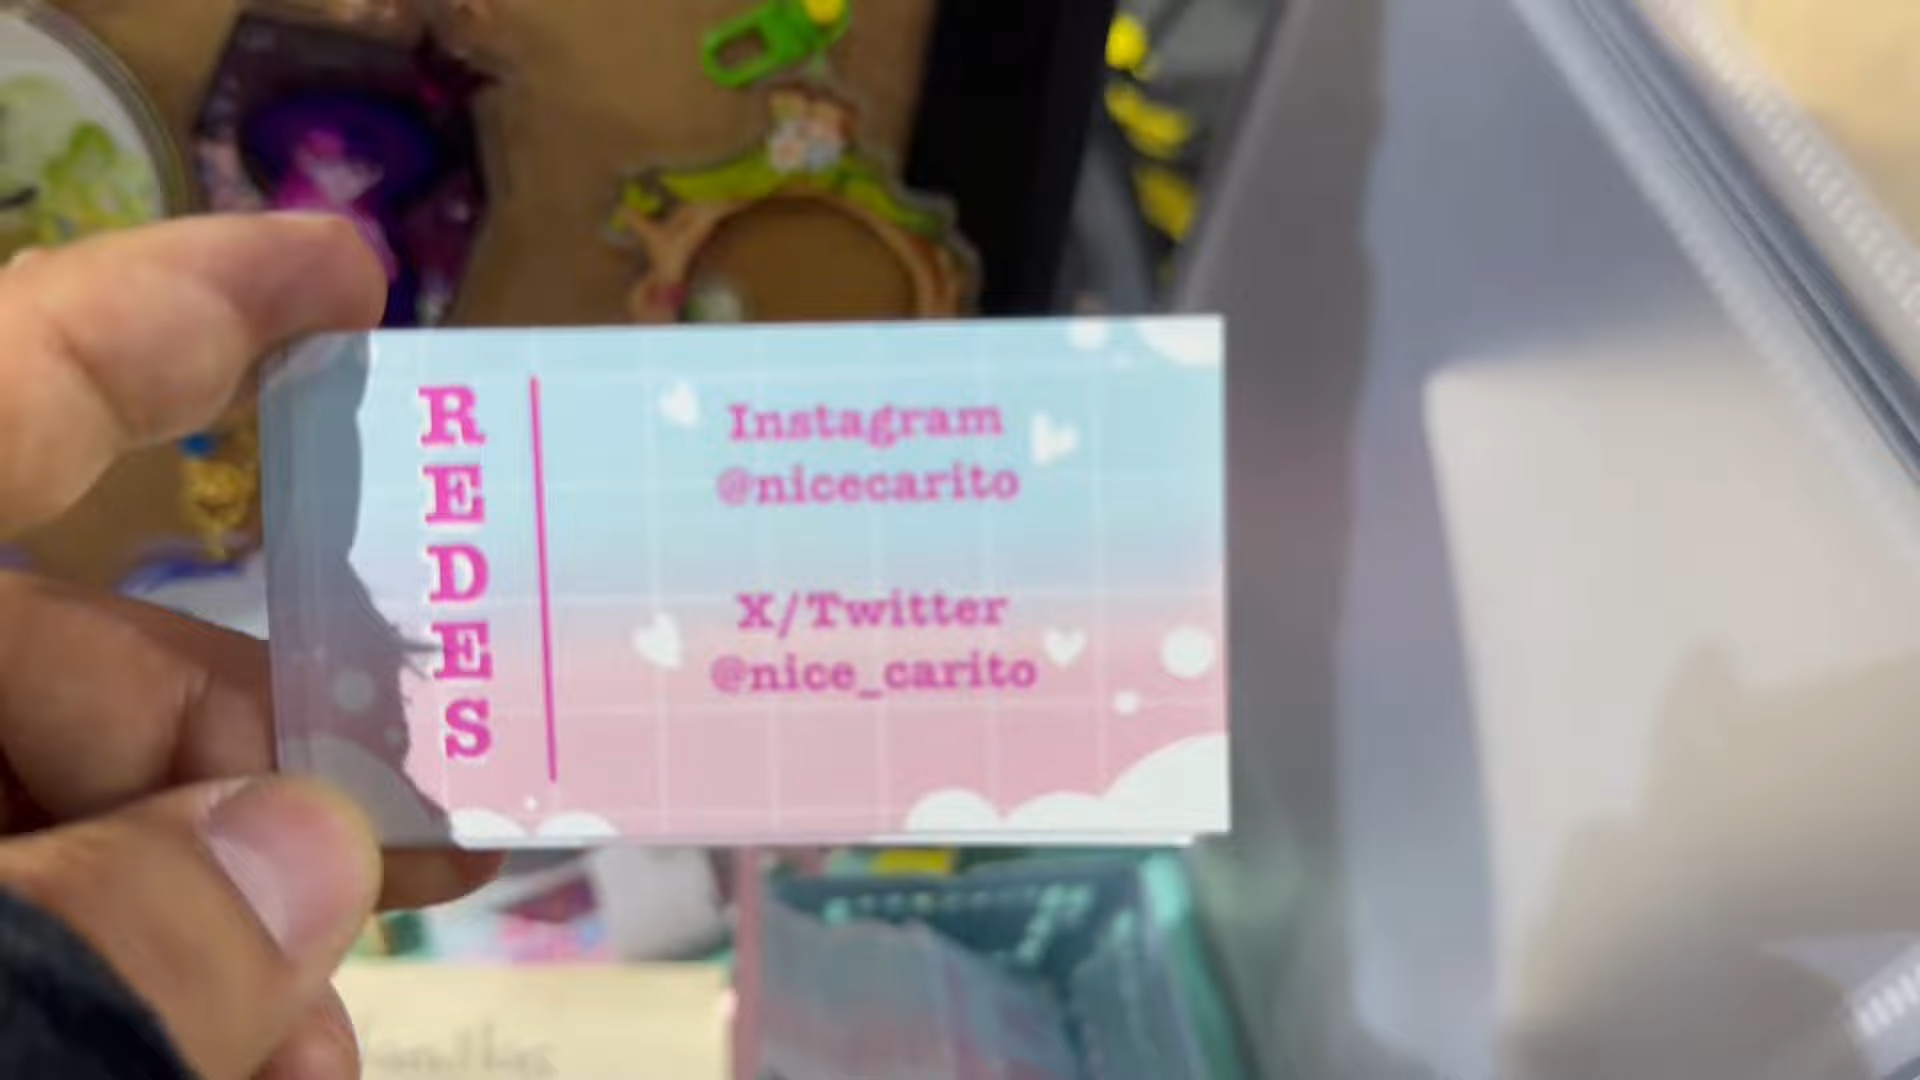 REDES
Instagram
@nicecarito
X/Twitter
@nice_carito